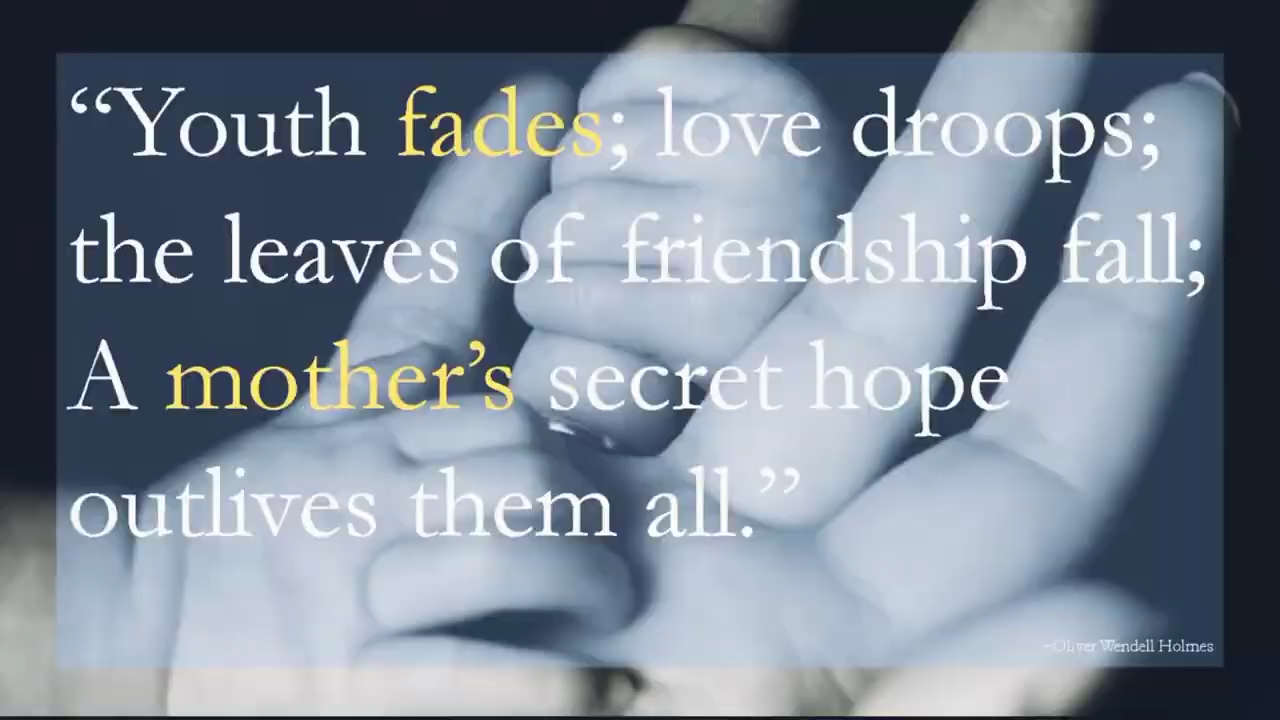 “Youth fades; love droops;
the leaves of friendship fall;
A mother’s secret hope
outlives them all.”
~Oliver Wendell Holmes